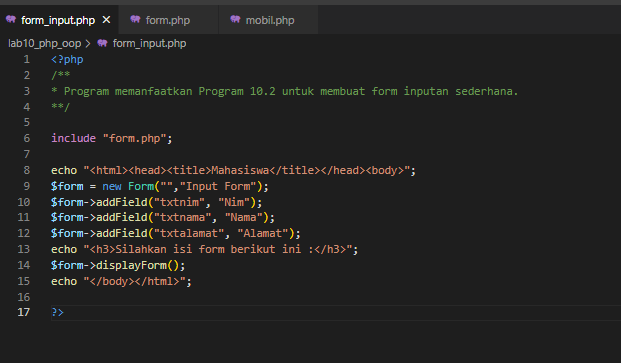 form_input.php × form.php mobil.php
lab10_php_oop > form_input.php
1 <?php
2 /**
3 * Program memanfaatkan Program 10.2 untuk membuat form inputan sederhana.
4 **/
5
6 include "form.php";
7
8 echo "<html><head><title>Mahasiswa</title></head><body>";
9 $form = new Form("","Input Form");
10 $form->addField("txtnim", "Nim");
11 $form->addField("txtnama", "Nama");
12 $form->addField("txtalamat", "Alamat");
13 echo "<h3>Silahkan isi form berikut ini :</h3>";
14 $form->displayForm();
15 echo "</body></html>";
16
17 ?>